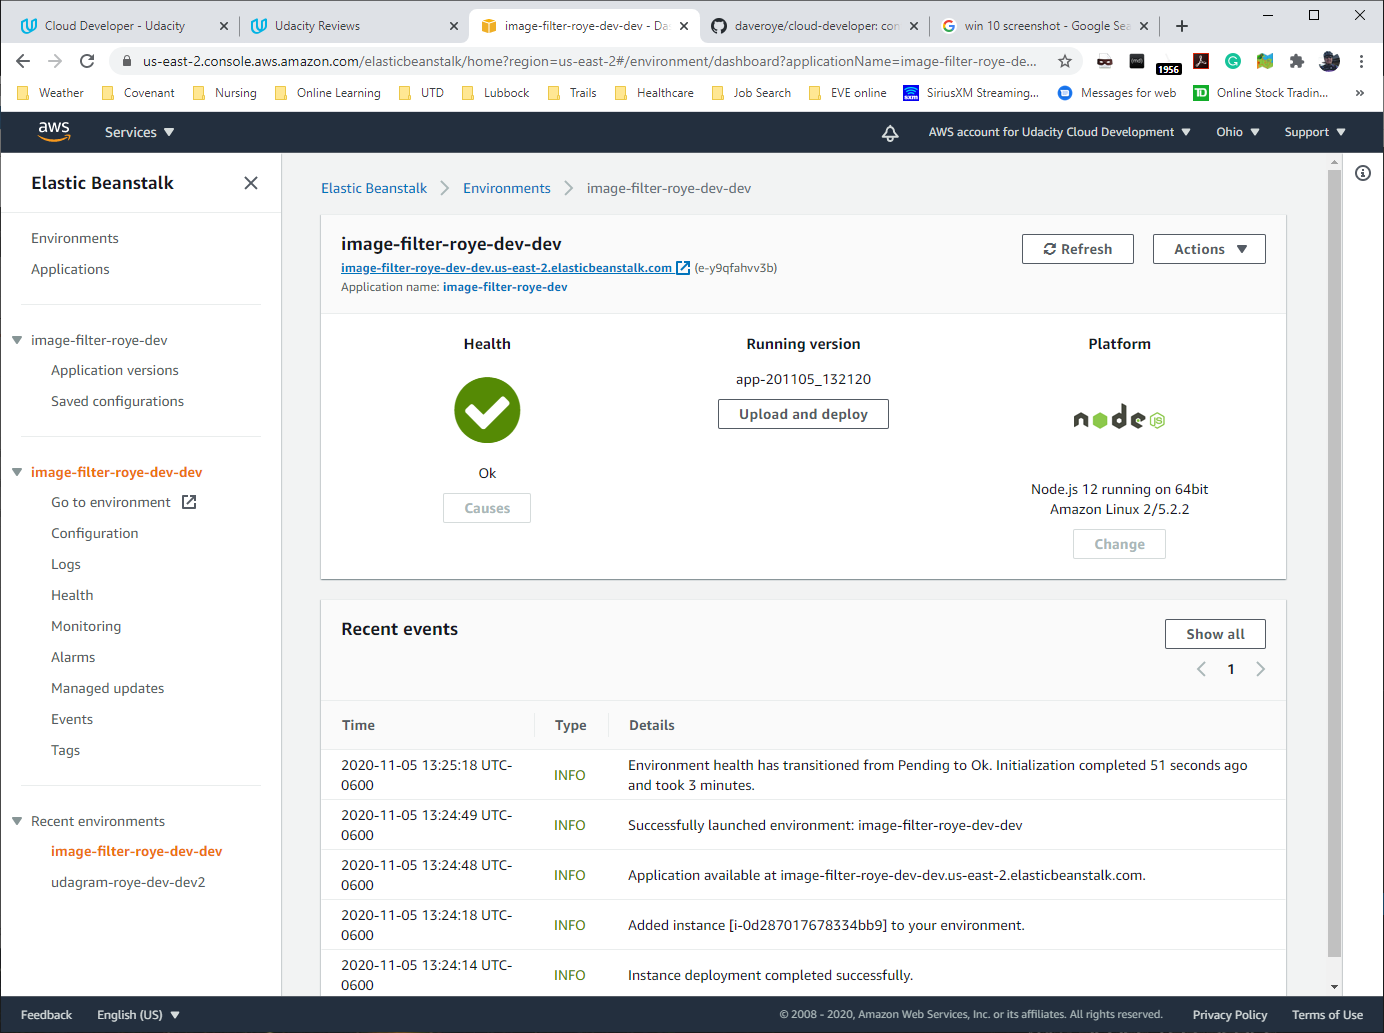 Cloud Developer - Udacity
Udacity Reviews
image-filter-roye-dev-dev - Da
daveroye/cloud-developer: con
win 10 screenshot - Google Sea
us-east-2.console.aws.amazon.com/elasticbeanstalk/home?region=us-east-2#/environment/dashboard?applicationName=image-filter-roye-de...
1956
Weather
Covenant
Nursing
Online Learning
UTD
Lubbock
Trails
Healthcare
Job Search
EVE online
sxm
SiriusXM Streaming...
Messages for web
TD
Online Stock Tradin...
»
aws
Services
AWS account for Udacity Cloud Development
Ohio
Support
Elastic Beanstalk
Environments
Applications
image-filter-roye-dev
Application versions
Saved configurations
image-filter-roye-dev-dev
Go to environment
Configuration
Logs
Health
Monitoring
Alarms
Managed updates
Events
Tags
Recent environments
image-filter-roye-dev-dev
udagram-roye-dev-dev2
Elastic Beanstalk > Environments > image-filter-roye-dev-dev
image-filter-roye-dev-dev
image-filter-roye-dev-dev.us-east-2.elasticbeanstalk.com (e-y9qfahvv3b)
Application name: image-filter-roye-dev
Refresh
Actions
Health
Ok
Causes
Running version
app-201105_132120
Upload and deploy
Platform
node JS
Node.js 12 running on 64bit
Amazon Linux 2/5.2.2
Change
Recent events
Show all
1
Time Type Details
2020-11-05 13:25:18 UTC-
0600
INFO
Environment health has transitioned from Pending to Ok. Initialization completed 51 seconds ago
and took 3 minutes.
2020-11-05 13:24:49 UTC-
0600
INFO
Successfully launched environment: image-filter-roye-dev-dev
2020-11-05 13:24:48 UTC-
0600
INFO
Application available at image-filter-roye-dev-dev.us-east-2.elasticbeanstalk.com.
2020-11-05 13:24:18 UTC-
0600
INFO
Added instance [i-0d287017678334bb9] to your environment.
2020-11-05 13:24:14 UTC-
0600
INFO
Instance deployment completed successfully.
Feedback
English (US)
© 2008 - 2020, Amazon Web Services, Inc. or its affiliates. All rights reserved.
Privacy Policy
Terms of Use